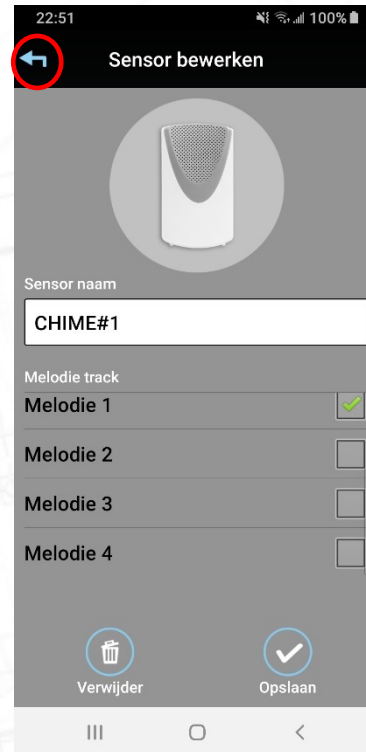 22:51 100%
Sensor bewerken
Sensor naam
CHIME#1
Melodie track
Melodie 1
Melodie 2
Melodie 3
Melodie 4
Verwijder Opslaan